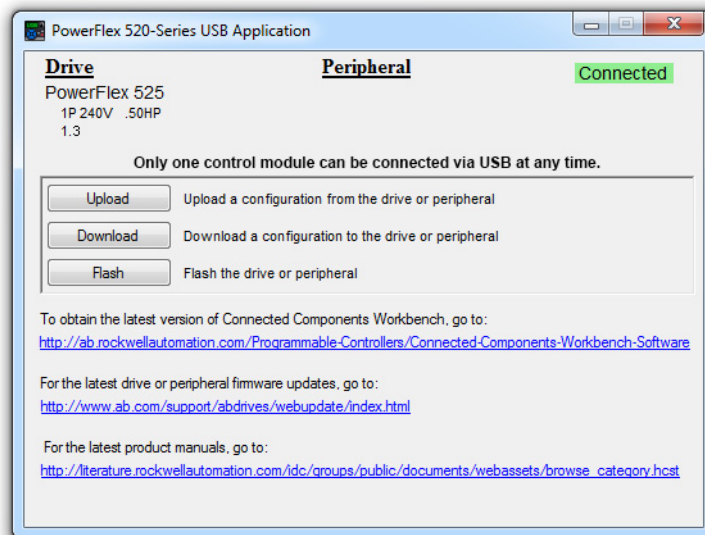 PowerFlex 520-Series USB Application
Drive Peripheral Connected
PowerFlex 525
1P 240V .50HP
1.3
Only one control module can be connected via USB at any time.
Upload Upload a configuration from the drive or peripheral
Download Download a configuration to the drive or peripheral
Flash Flash the drive or peripheral
To obtain the latest version of Connected Components Workbench, go to:
http://ab.rockwellautomation.com/Programmable-Controllers/Connected-Components-Workbench-Software
For the latest drive or peripheral firmware updates, go to:
http://www.ab.com/support/abdrives/webupdate/index.html
For the latest product manuals, go to:
http://literature.rockwellautomation.com/idc/groups/public/documents/webassets/browse_category.hcst